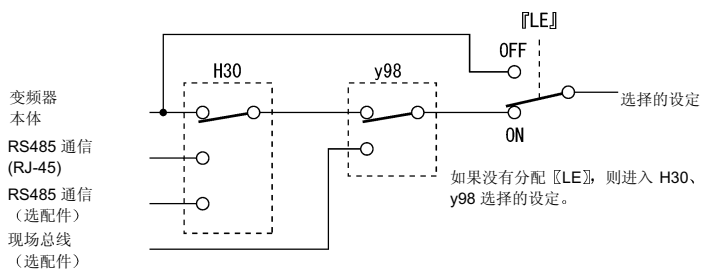 『LE』
OFF
H30
y98
变频器
本体
选择的设定
ON
RS485 通信
(RJ-45)
RS485 通信
（选配件）
现场总线
（选配件）
如果没有分配〖LE〗，则进入 H30、
y98 选择的设定。